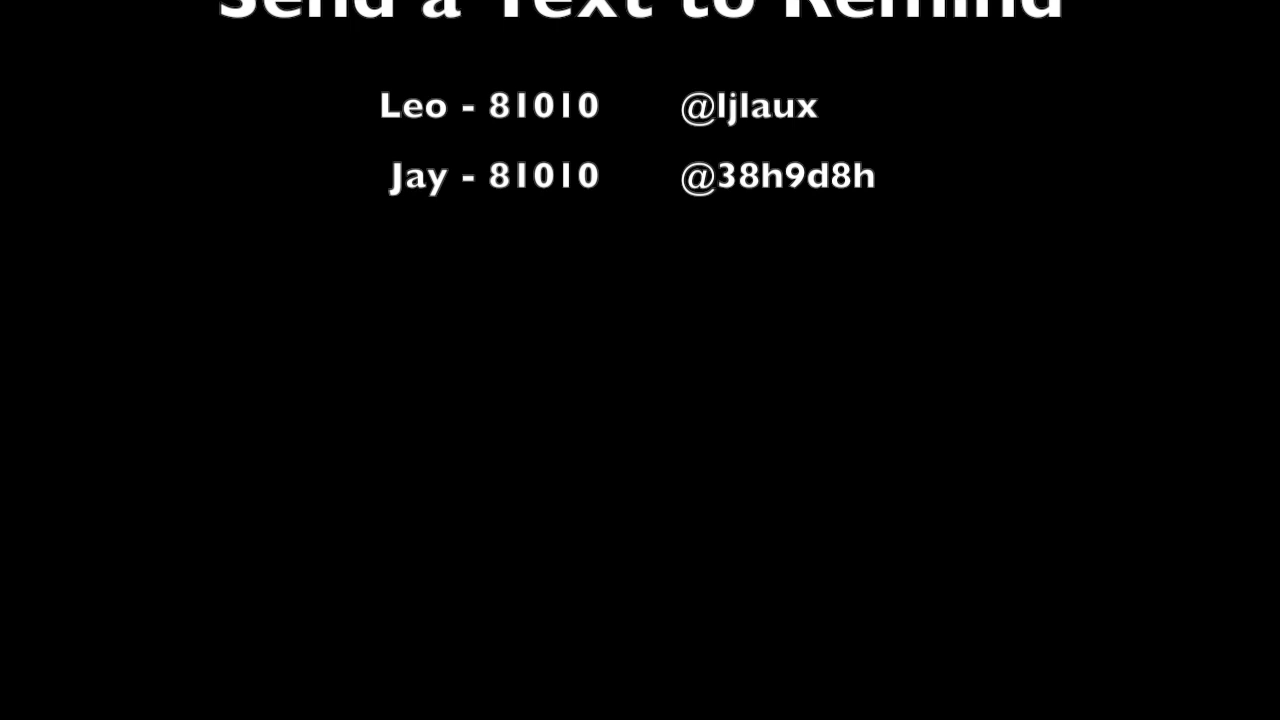 Send a Text to Remind
Leo - 81010 @ljlaux
Jay - 81010 @38h9d8h